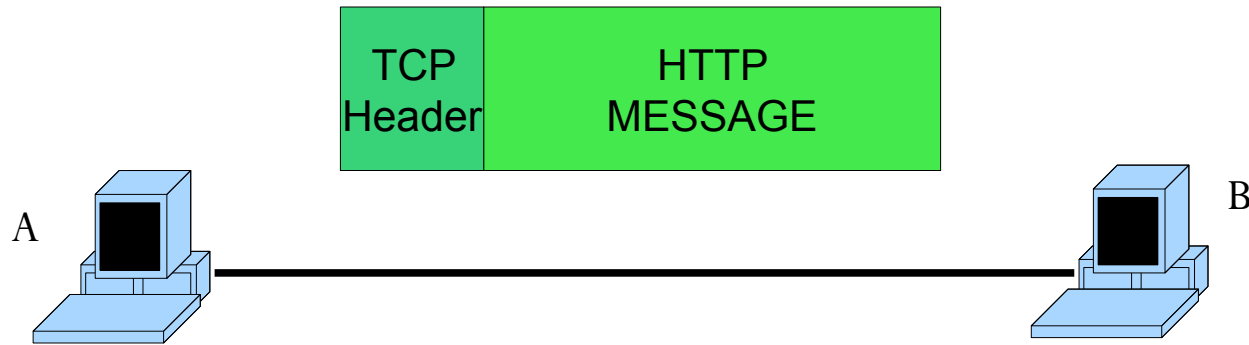 TCP
Header
HTTP
MESSAGE
A
B